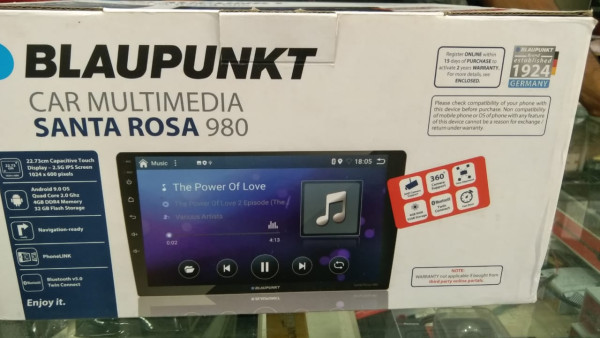 BLAUPUNKT
CAR MULTIMEDIA
SANTA ROSA 980
Register ONLINE within
15 days of PURCHASE to
activate 2 years WARRANTY.
For more details, see
ENCLOSED.
BLAUPUNKT
established
1924
GERMANY
Please check compatibility of your phone with
this device before purchase. Non compatibility
of mobile phone or OS of phone with any feature
of this device cannot be a reason for exchange /
return under warranty
22.73cm Capacitive Touch
Display – 2.5G IPS Screen
1024 x 600 pixels
Android 9.0 OS
Quad Core 2.0 Ghz
4GB DDR4 Memory
32 GB Flash Storage
Navigation-ready
PhoneLINK
Bluetooth v5.0
Twin Connect
Enjoy it.
Music
18:05
The Power Of Love
The Power Of Love 2 Episode (The
Various Artists
0:02
4:13
BLAUPUNKT
360°
Bluetooth
Twin Connect
NOTE:
WARRANTY not applicable if bought from
third party online portals.